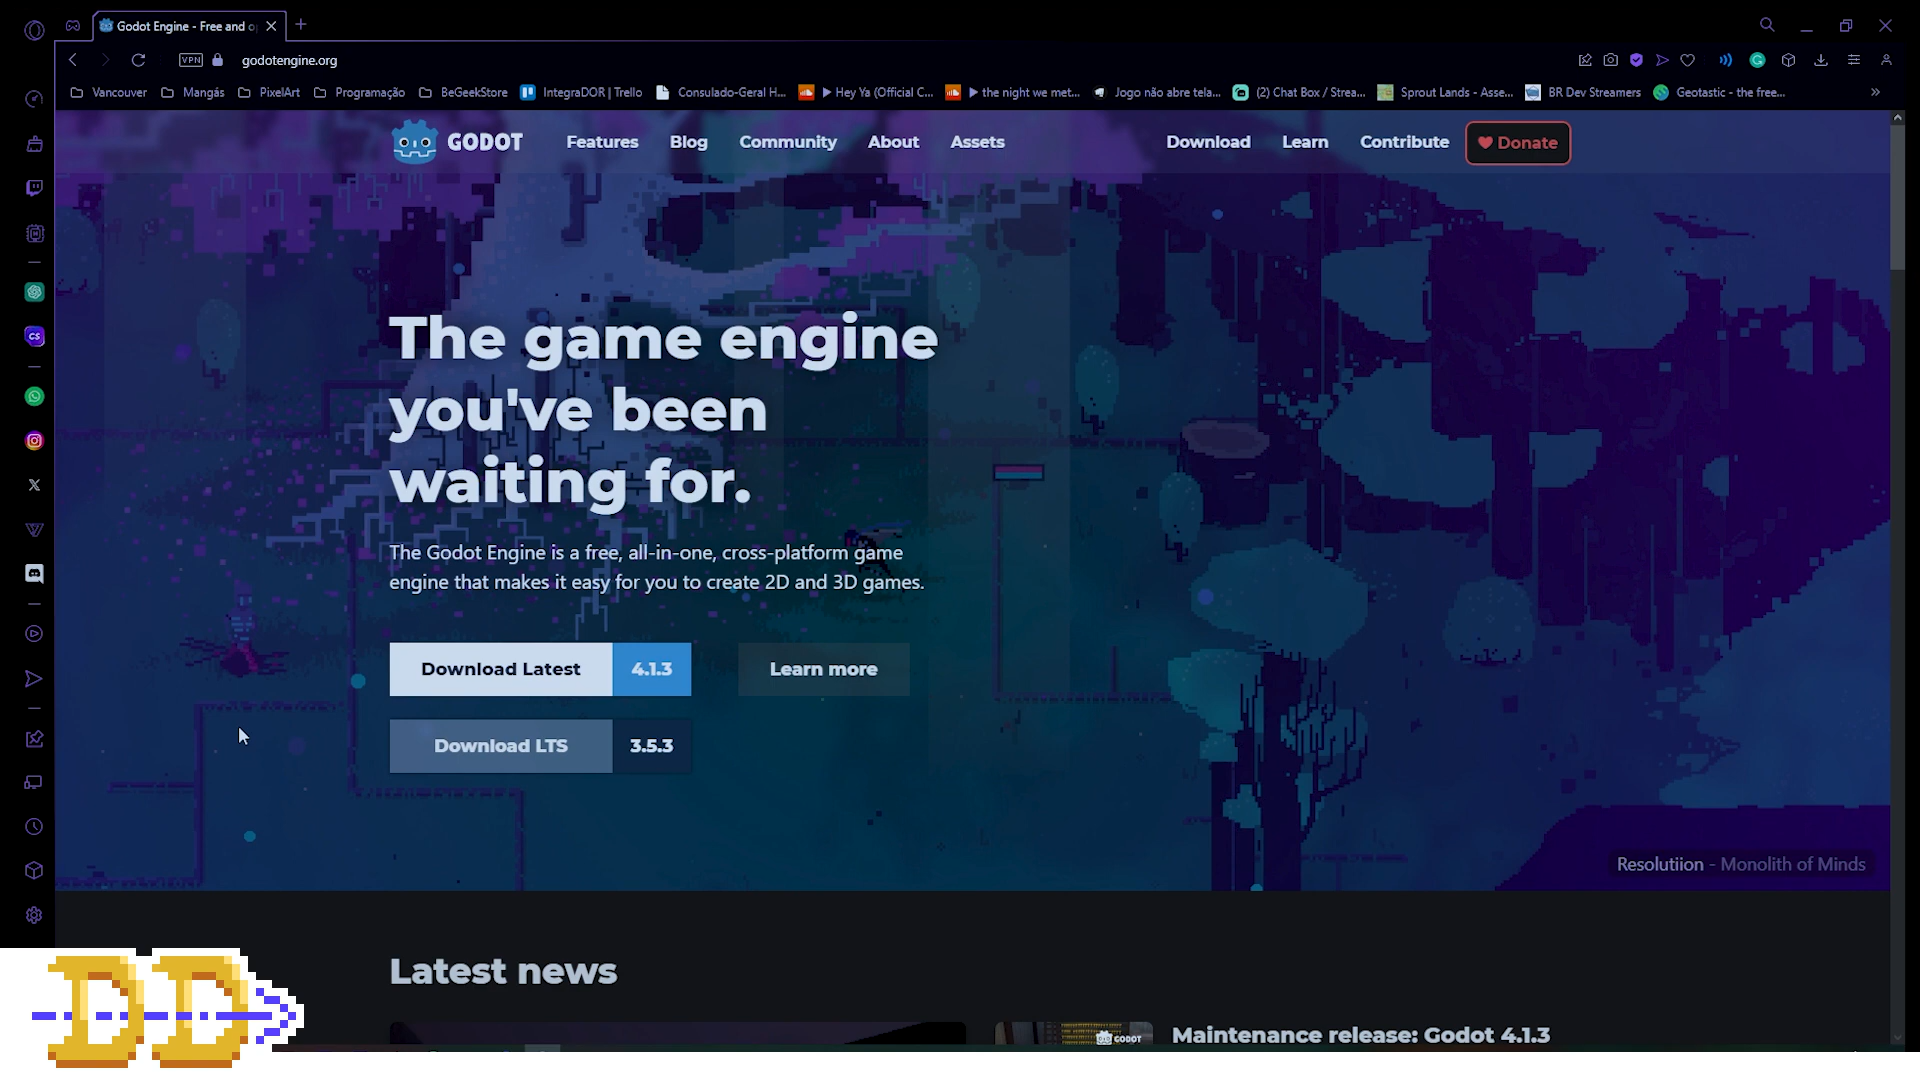 Godot Engine - Free and o
VPN
godotengine.org
Vancouver
Mangás
PixelArt
Programação
BeGeekStore
IntegraDOR | Trello
Consulado-Geral H...
▶ Hey Ya (Official C...
▶ the night we met...
Jogo não abre tela...
(2) Chat Box / Strea...
Sprout Lands - Asse...
BR Dev Streamers
Geotastic - the free...
»
GODOT
Features
Blog
Community
About
Assets
Download
Learn
Contribute
Donate
CS
The game engine
you've been
waiting for.
The Godot Engine is a free, all-in-one, cross-platform game
engine that makes it easy for you to create 2D and 3D games.
Download Latest
4.1.3
Learn more
Download LTS
3.5.3
Resolutiion - Monolith of Minds
Latest news
GODOT
Maintenance release: Godot 4.1.3
DD